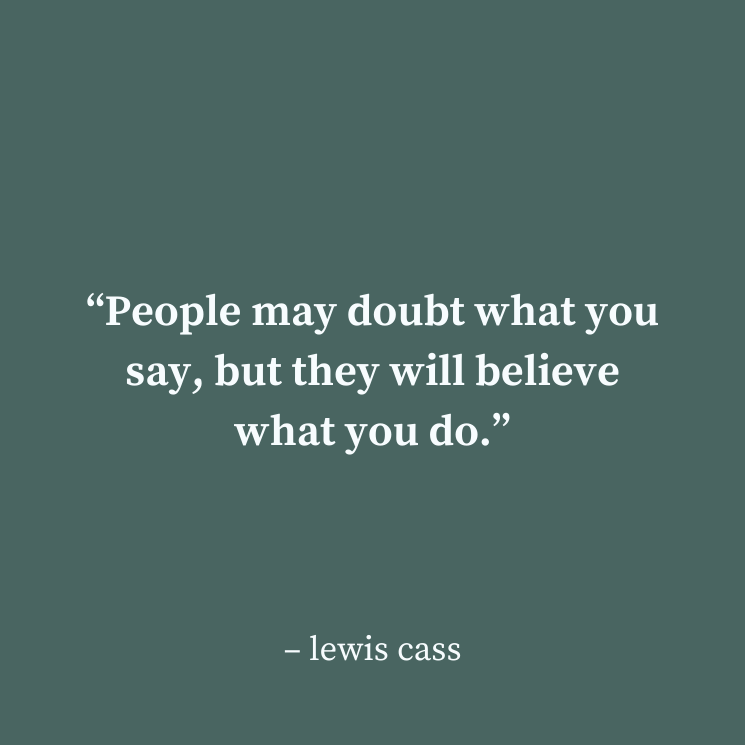 “People may doubt what you
say, but they will believe
what you do.”
– lewis cass